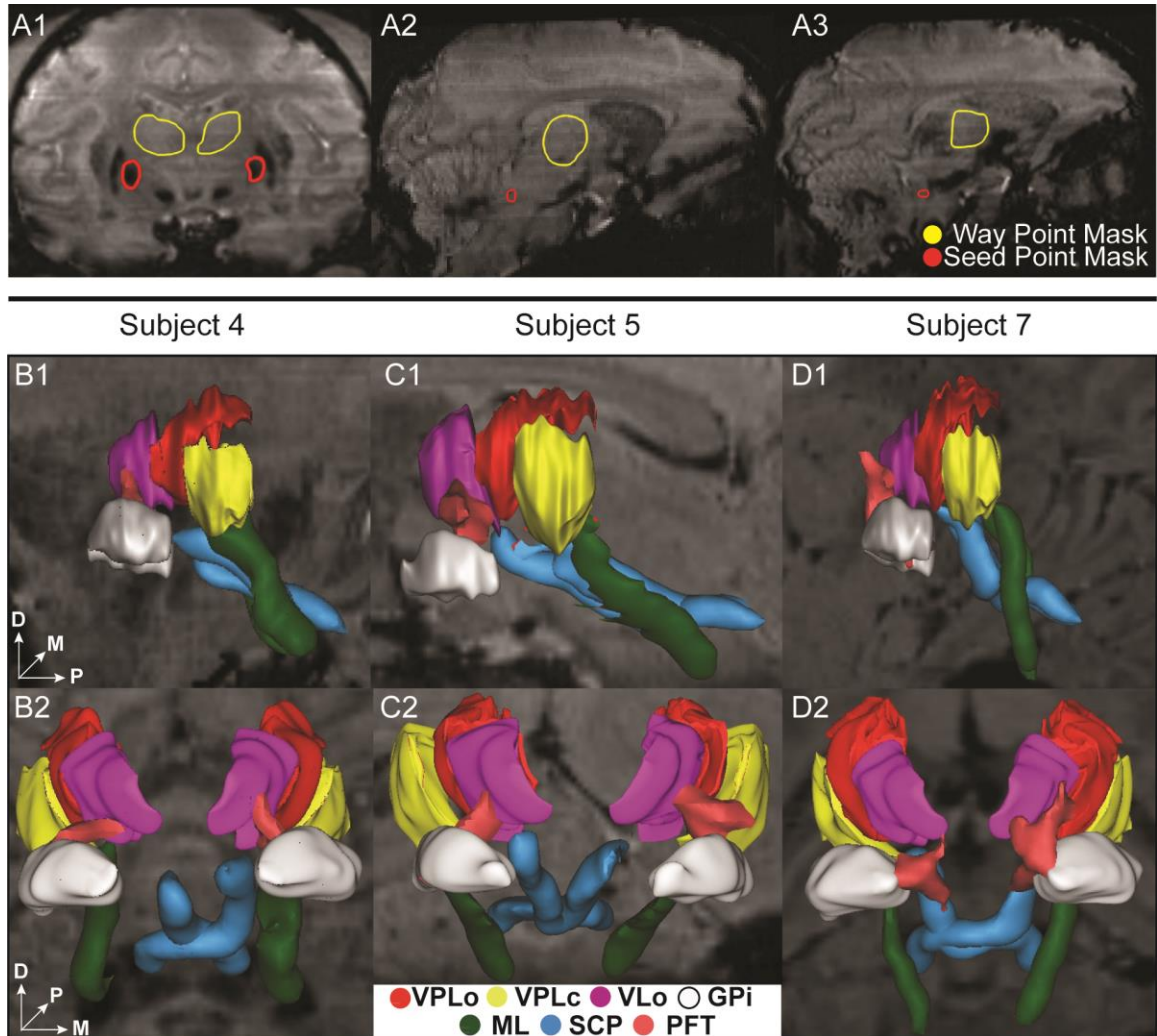 A1
A2
A3
Way Point Mask
Seed Point Mask
Subject 4
Subject 5
Subject 7
B1
C1
D1
D
M
P
B2
C2
D2
D
P
M
VPLo VPLc VLo GPi
ML SCP PFT